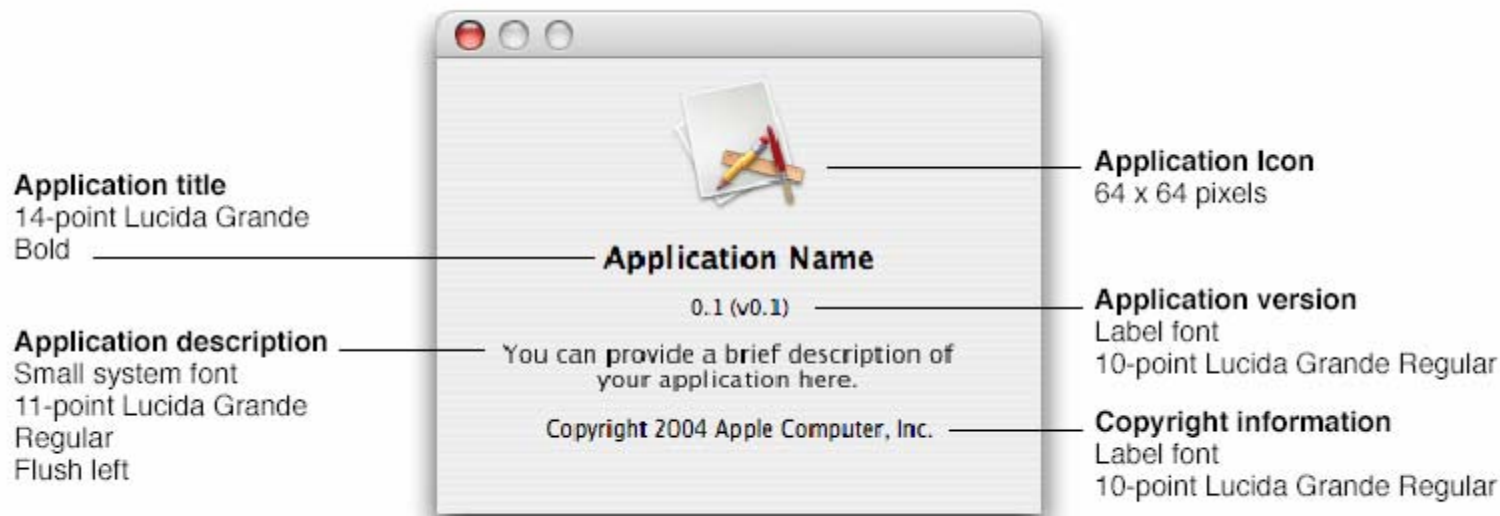 Application title
14-point Lucida Grande
Bold
Application description
Small system font
11-point Lucida Grande
Regular
Flush left
Application Name
0.1 (v0.1)
You can provide a brief description of
your application here.
Copyright 2004 Apple Computer, Inc.
Application Icon
64 x 64 pixels
Application version
Label font
10-point Lucida Grande Regular
Copyright information
Label font
10-point Lucida Grande Regular